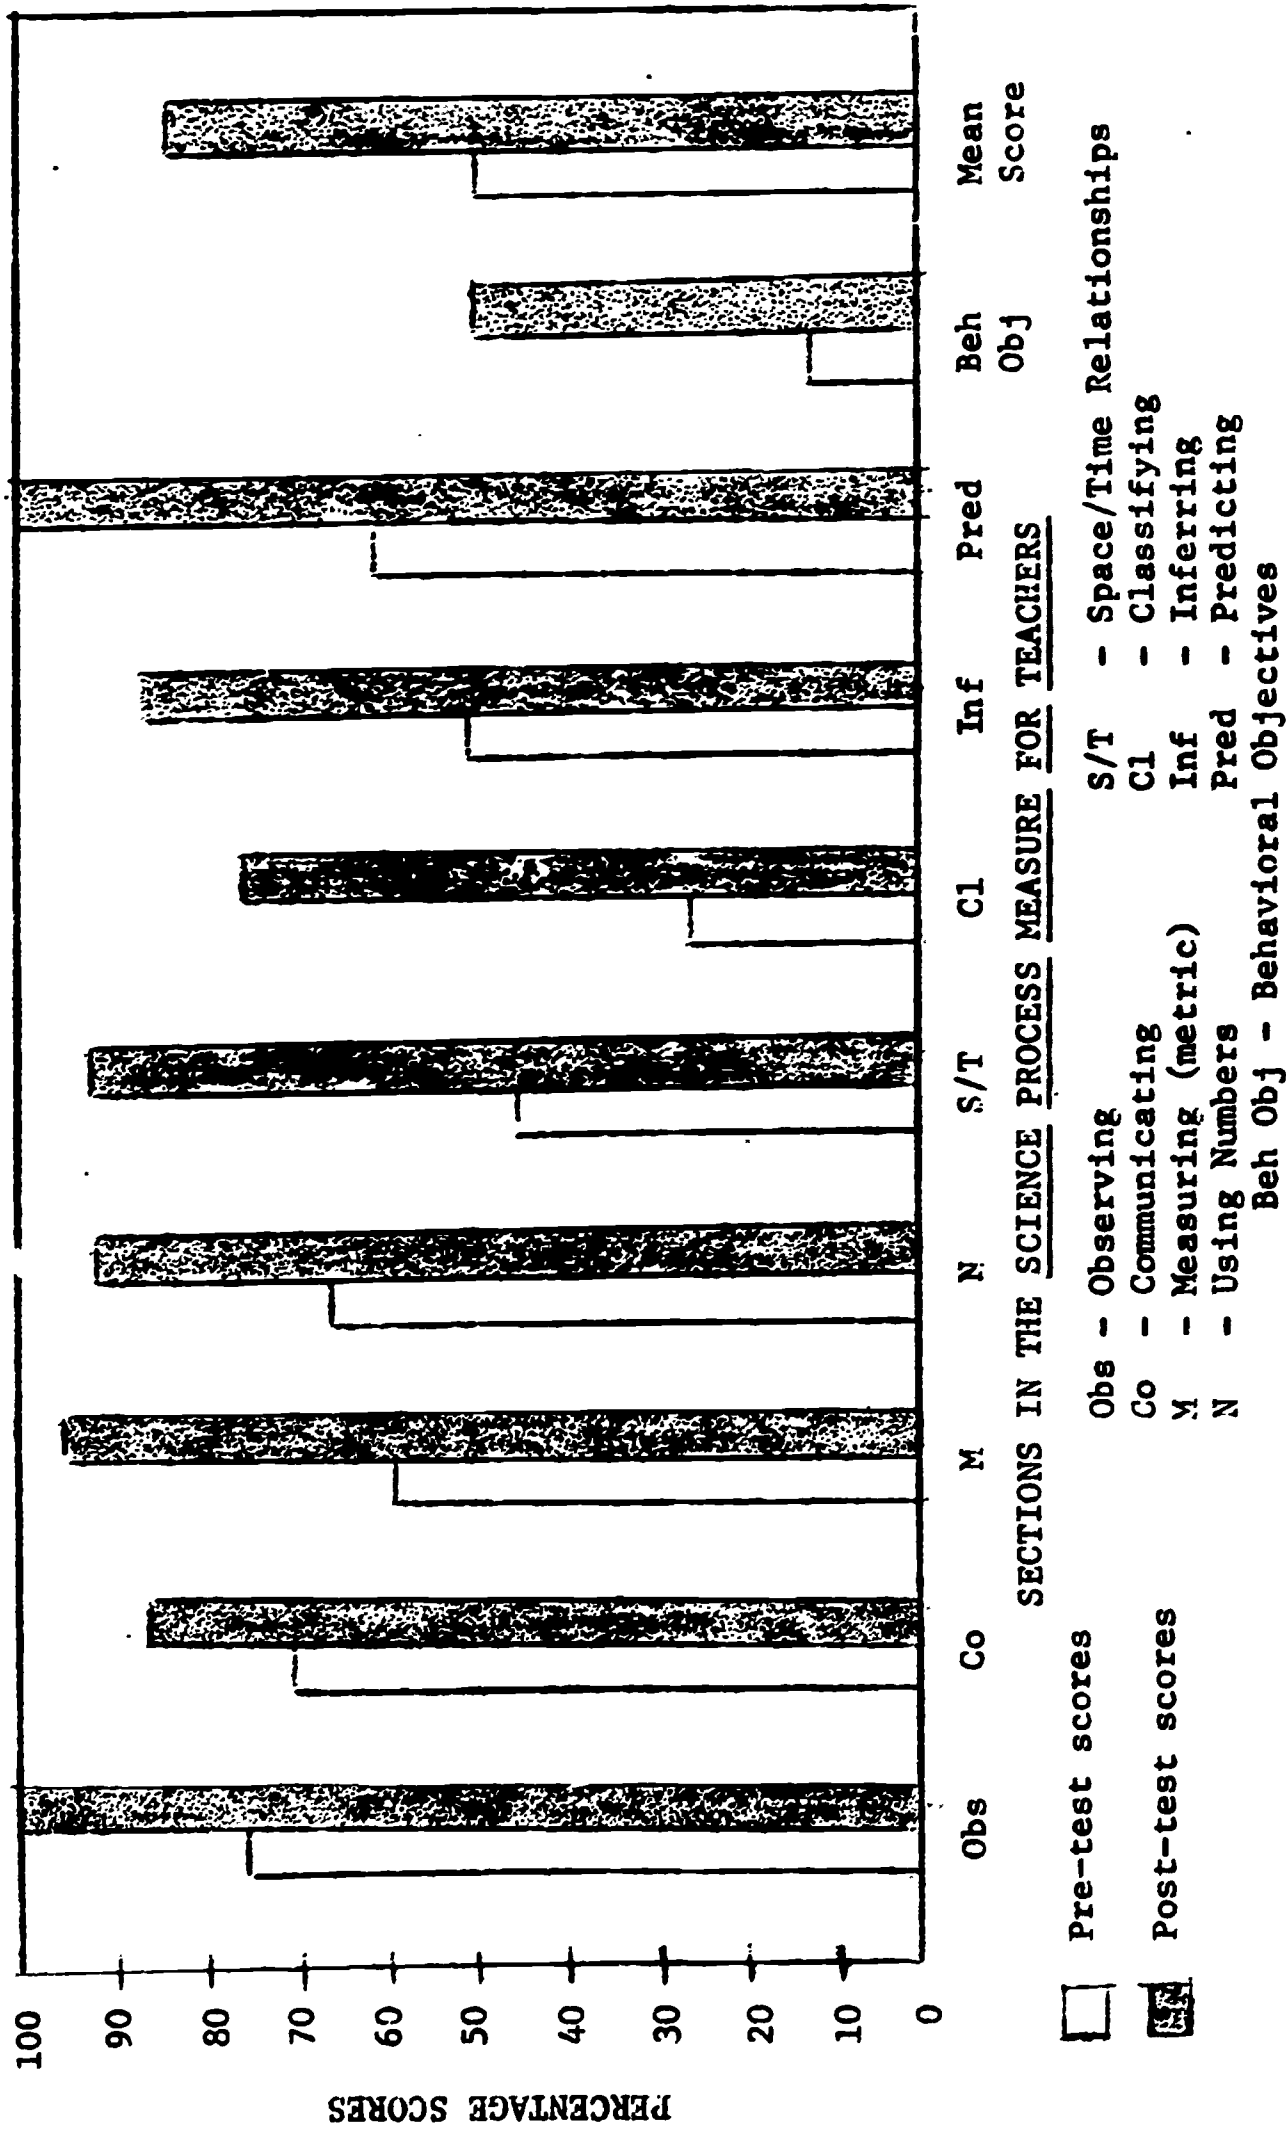 PERCENTAGE SCORES
100
90
80
70
60
50
40
30
20
10
0
Obs Co M N S/T Cl Inf Pred Beh Obj Mean Score
SECTIONS IN THE SCIENCE PROCESS MEASURE FOR TEACHERS
Pre-test scores
Post-test scores
Obs - Observing
Co - Communicating
M - Measuring (metric)
N - Using Numbers
S/T - Space/Time Relationships
Cl - Classifying
Inf - Inferring
Pred - Predicting
Beh Obj - Behavioral Objectives